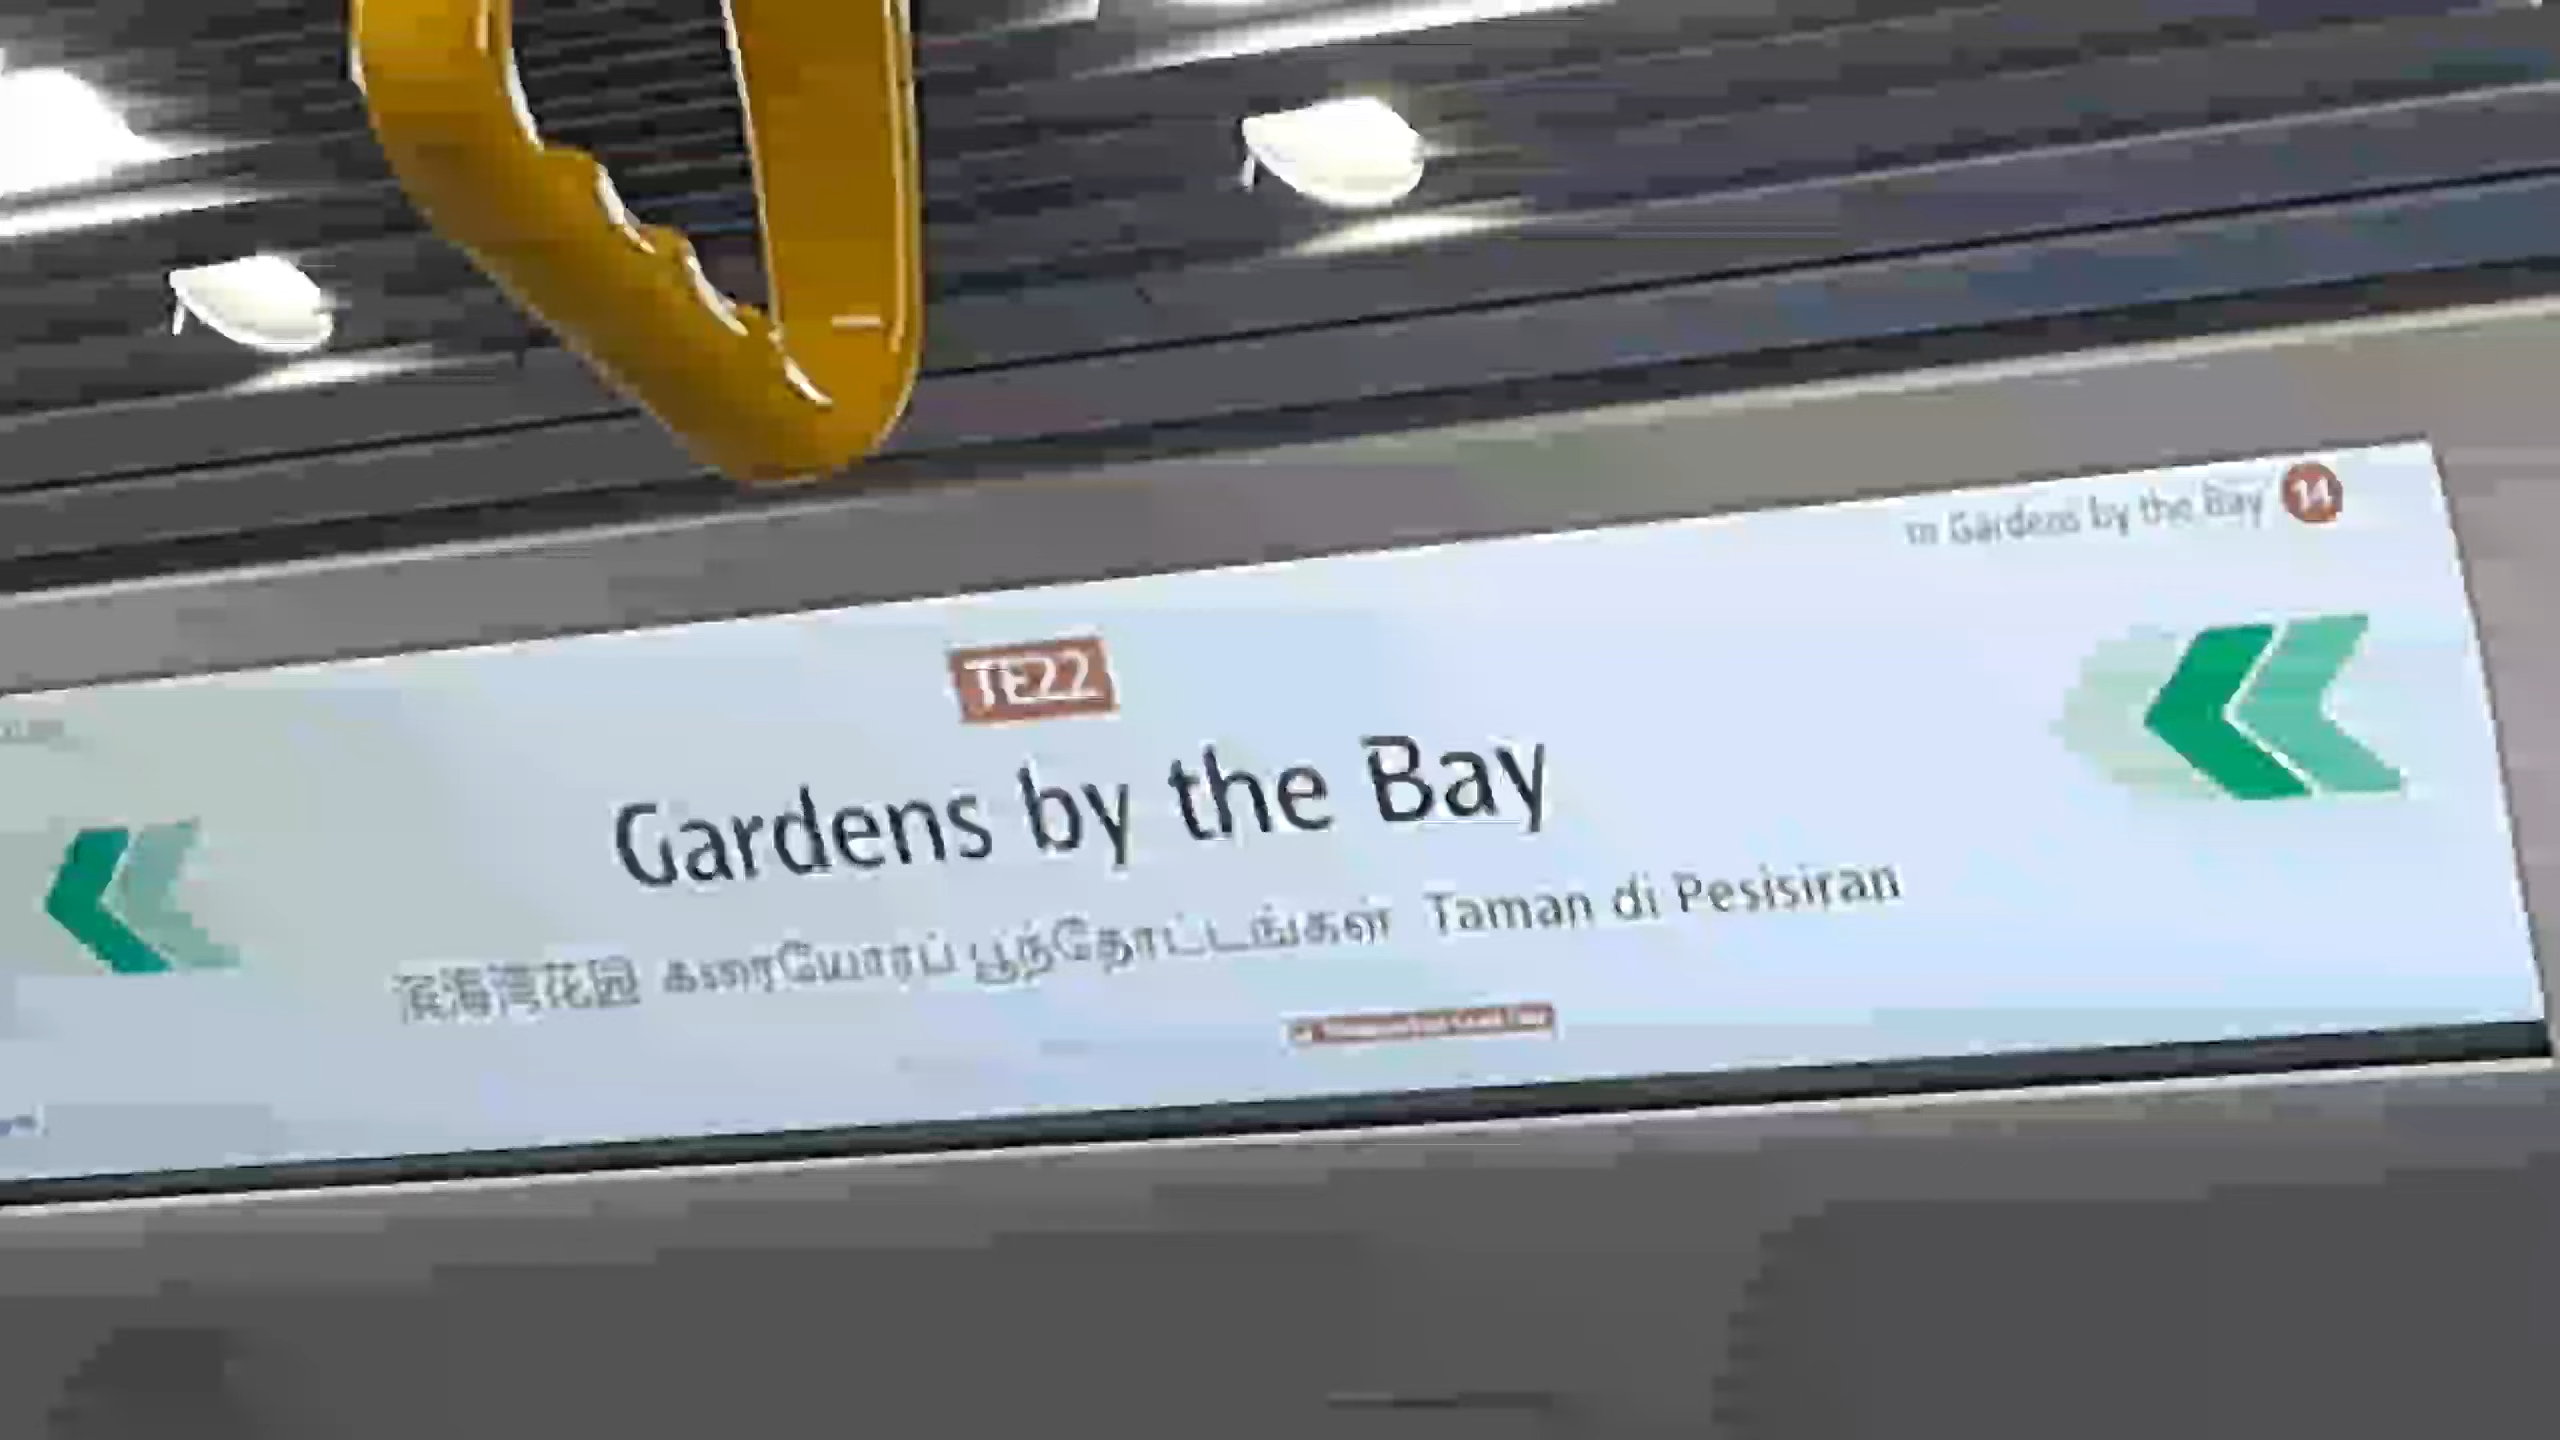 to Gardens by the Bay 14
TE22
Gardens by the Bay
滨海湾花园 கரையோரப் பூந்தோட்டங்கள் Taman di Pesisiran